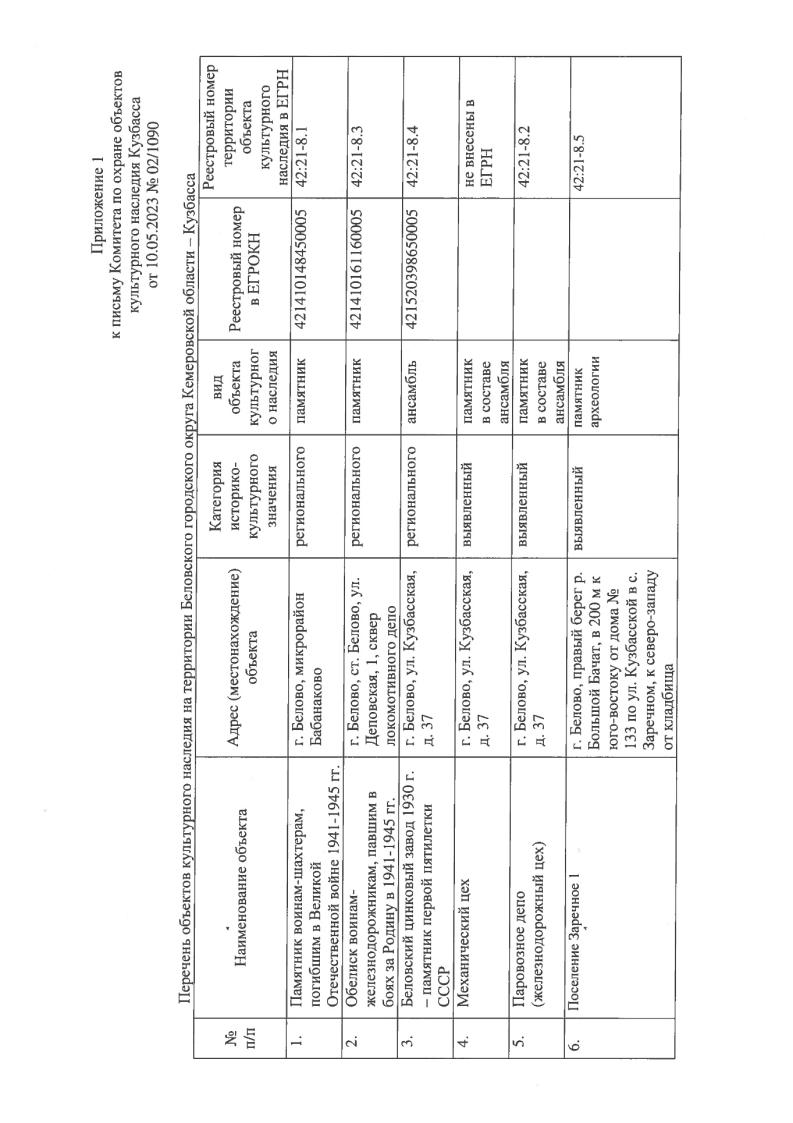 Приложение 1
к письму Комитета по охране объектов
культурного наследия Кузбасса
от 10.05.2023 № 02/1090
Перечень объектов культурного наследия на территории Беловского городского округа Кемеровской области – Кузбасса
№
п/п
Наименование объекта
Адрес (местонахождение)
объекта
Категория
историко-
культурного
значения
вид
объекта
культурног
о наследия
Реестровый номер
в ЕГРОКН
Реестровый номер
территории
объекта
культурного
наследия в ЕГРН
1.
Памятник воинам-шахтерам,
погибшим в Великой
Отечественной войне 1941-1945 гг.
г. Белово, микрорайон
Бабанаково
регионального
памятник
421410148450005
42:21-8.1
2.
Обелиск воинам-
железнодорожникам, павшим в
боях за Родину в 1941-1945 гг.
г. Белово, ст. Белово, ул.
Деповская, 1, сквер
локомотивного депо
регионального
памятник
421410161160005
42:21-8.3
3.
Беловский цинковый завод 1930 г.
– памятник первой пятилетки
СССР
г. Белово, ул. Кузбасская,
д. 37
регионального
ансамбль
421520398650005
42:21-8.4
4.
Механический цех
г. Белово, ул. Кузбасская,
д. 37
выявленный
памятник
в составе
ансамбля
не внесены в
ЕГРН
5.
Паровозное депо
(железнодорожный цех)
г. Белово, ул. Кузбасская,
д. 37
выявленный
памятник
в составе
ансамбля
42:21-8.2
6.
Поселение Заречное 1
г. Белово, правый берег р.
Большой Бачат, в 200 м к
юго-востоку от дома №
133 по ул. Кузбасской в с.
Заречном, к северо-западу
от кладбища
выявленный
памятник
археологии
42:21-8.5